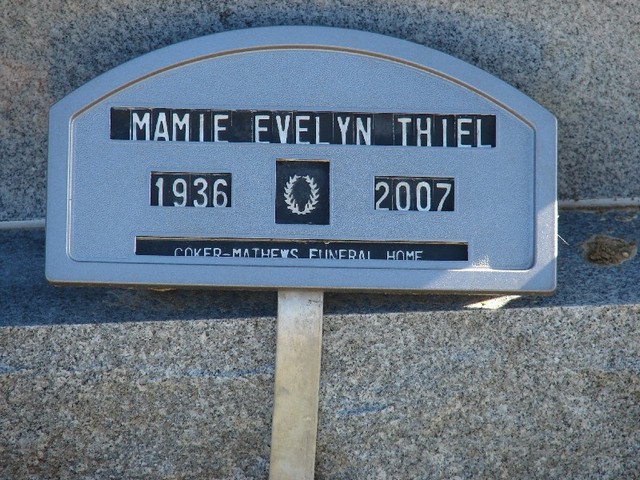 MAMIE EVELYN THIEL
1936 2007
COKER-MATHEWS FUNERAL HOME